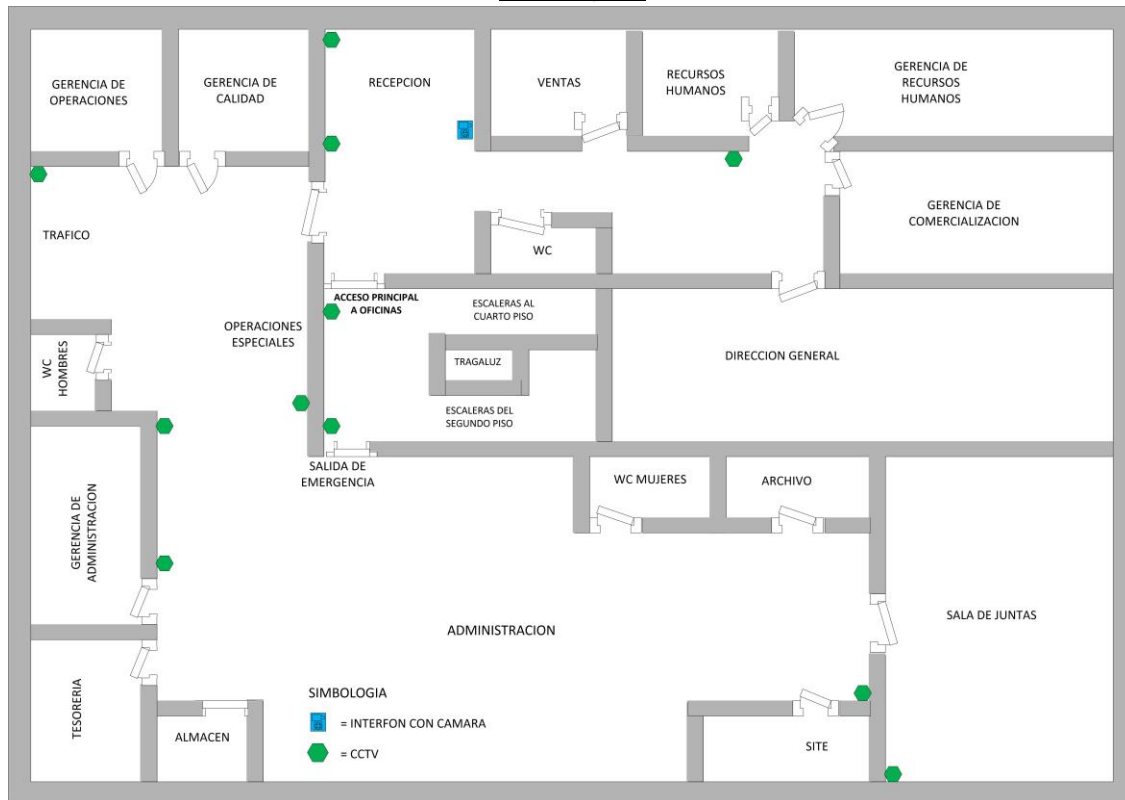 GERENCIA DE
OPERACIONES
GERENCIA DE
CALIDAD
RECEPCION
VENTAS
RECURSOS
HUMANOS
GERENCIA DE
RECURSOS
HUMANOS
TRAFICO
GERENCIA DE
COMERCIALIZACION
WC
ACCESO PRINCIPAL
A OFICINAS
ESCALERAS AL
CUARTO PISO
OPERACIONES
ESPECIALES
WC
HOMBRES
TRAGALUZ
DIRECCION GENERAL
ESCALERAS DEL
SEGUNDO PISO
SALIDA DE
EMERGENCIA
WC MUJERES
ARCHIVO
GERENCIA DE
ADMINISTRACION
ADMINISTRACION
SALA DE JUNTAS
TESORERIA
ALMACEN
SITE
SIMBOLOGIA
= INTERFON CON CAMARA
= CCTV